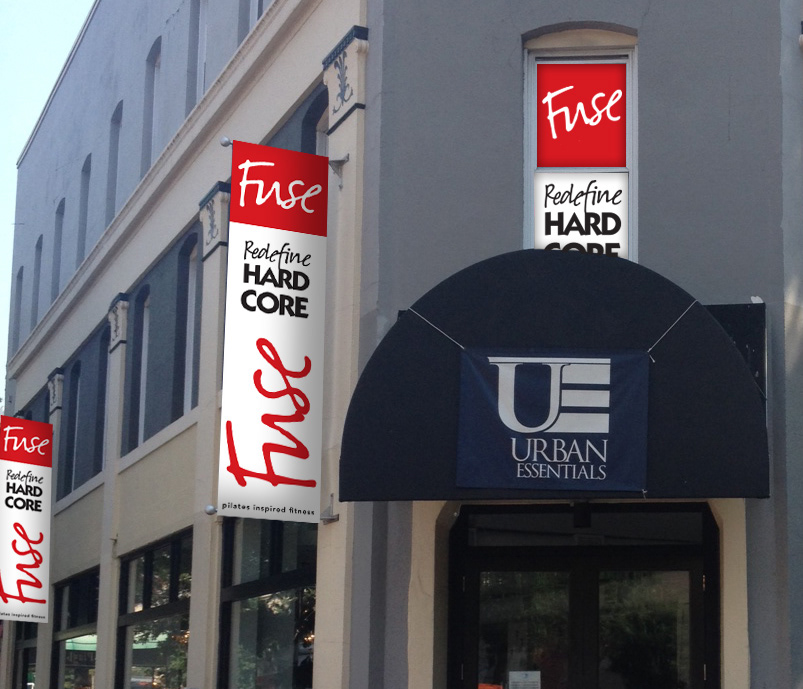 Fuse
Redefine
HARD
CORE
Fuse
pilates inspired fitness
Fuse
Redefine
HARD
CORE
Fuse
Redefine
HARD
CORE
Fuse
pilates inspired fitness
UE
URBAN
ESSENTIALS